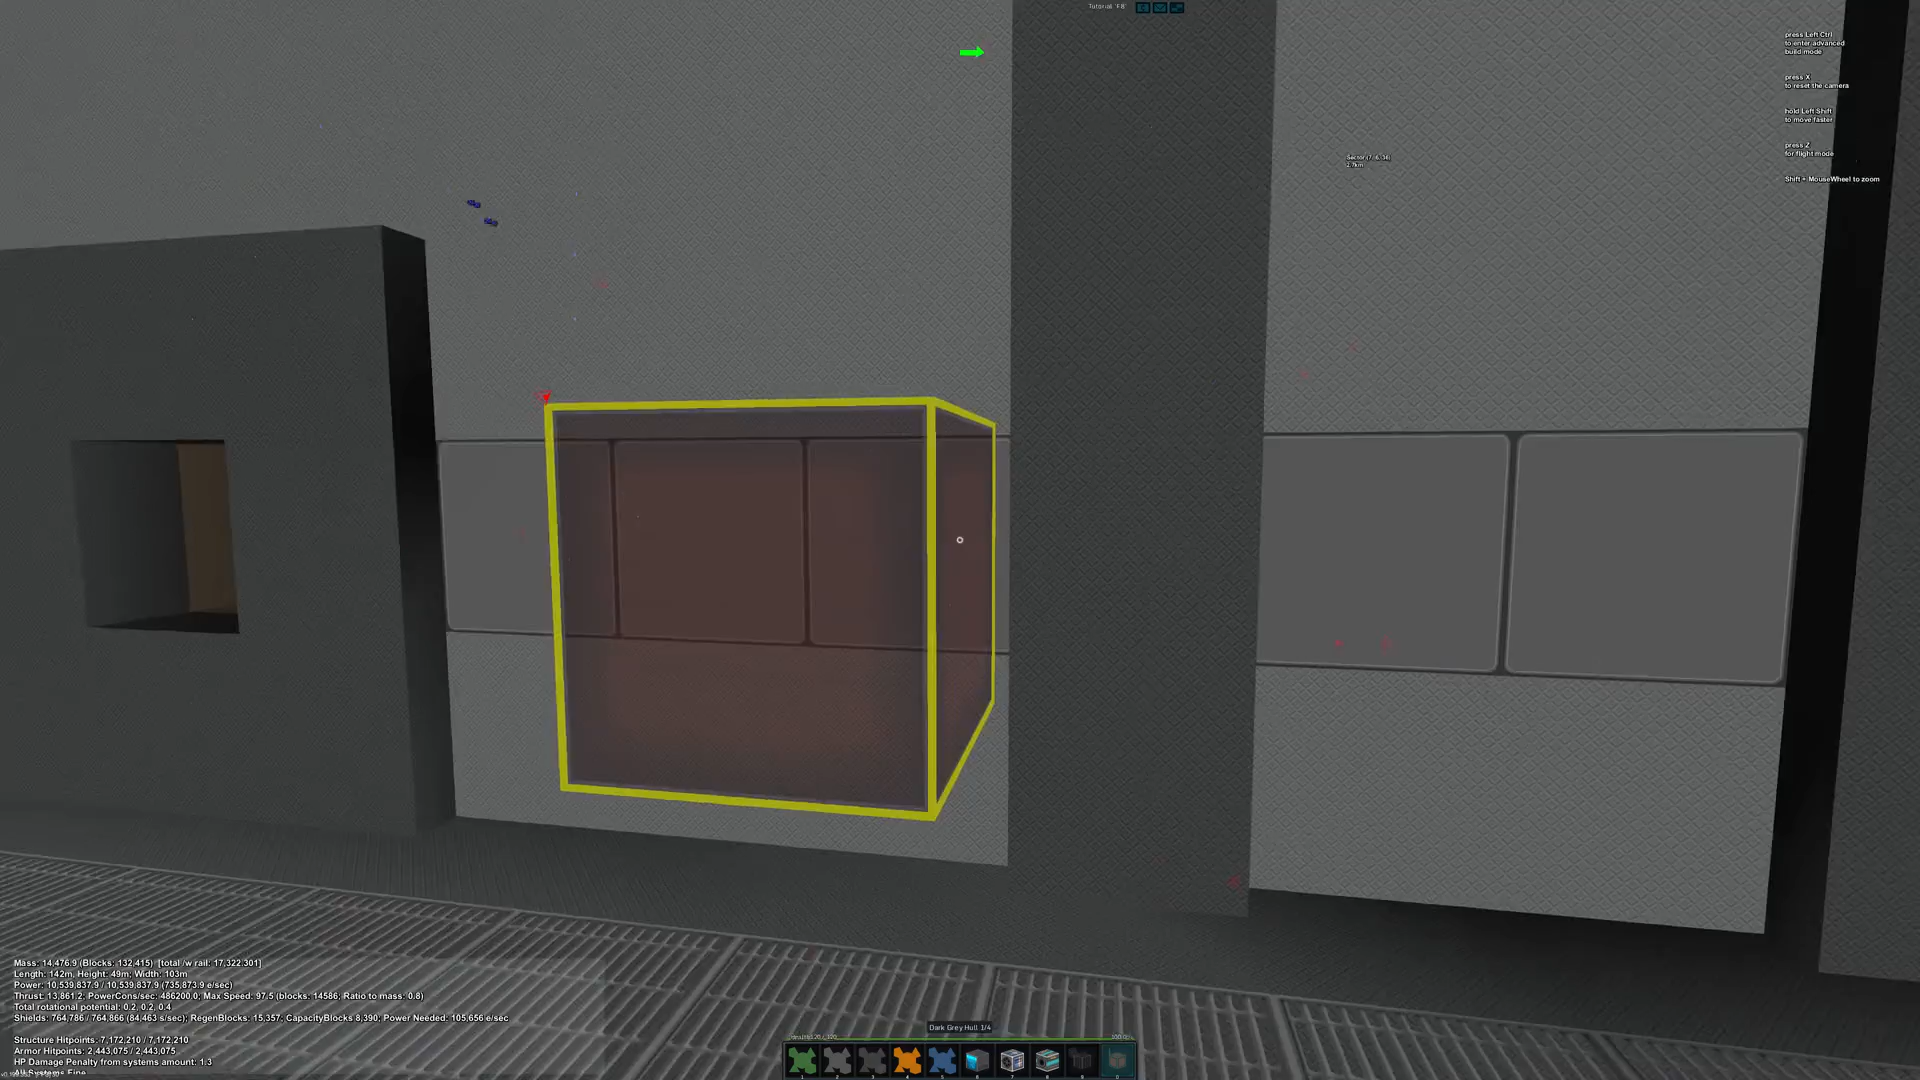 Tutorial 'F8'
press Left Ctrl
to enter advanced
build mode
press X
to reset the camera
hold Left Shift
to move faster
press Z
for flight mode
Shift + MouseWheel to zoom
2.7km
Mass: 14,476.9 (Blocks: 132,415) [total /w rail: 17,322.301]
Length: 142m, Height: 49m; Width: 103m
Power: 10,539,837.9 / 10,539,837.9 (735,873.9 e/sec)
Thrust: 13,861.2; PowerCons/sec: 486200.0; Max Speed: 97.5 (blocks: 14586; Ratio to mass: 0.8)
Total rotational potential: 0.2, 0.2, 0.4
Shields: 764,786 / 764,866 (84,463 s/sec); RegenBlocks: 15,357; CapacityBlocks 8,390; Power Needed: 105,656 e/sec
Structure Hitpoints: 7,172,210 / 7,172,210
Armor Hitpoints: 2,443,075 / 2,443,075
HP Damage Penalty from systems amount: 1.3
All Systems Fine
Dark Grey Hull 1/4